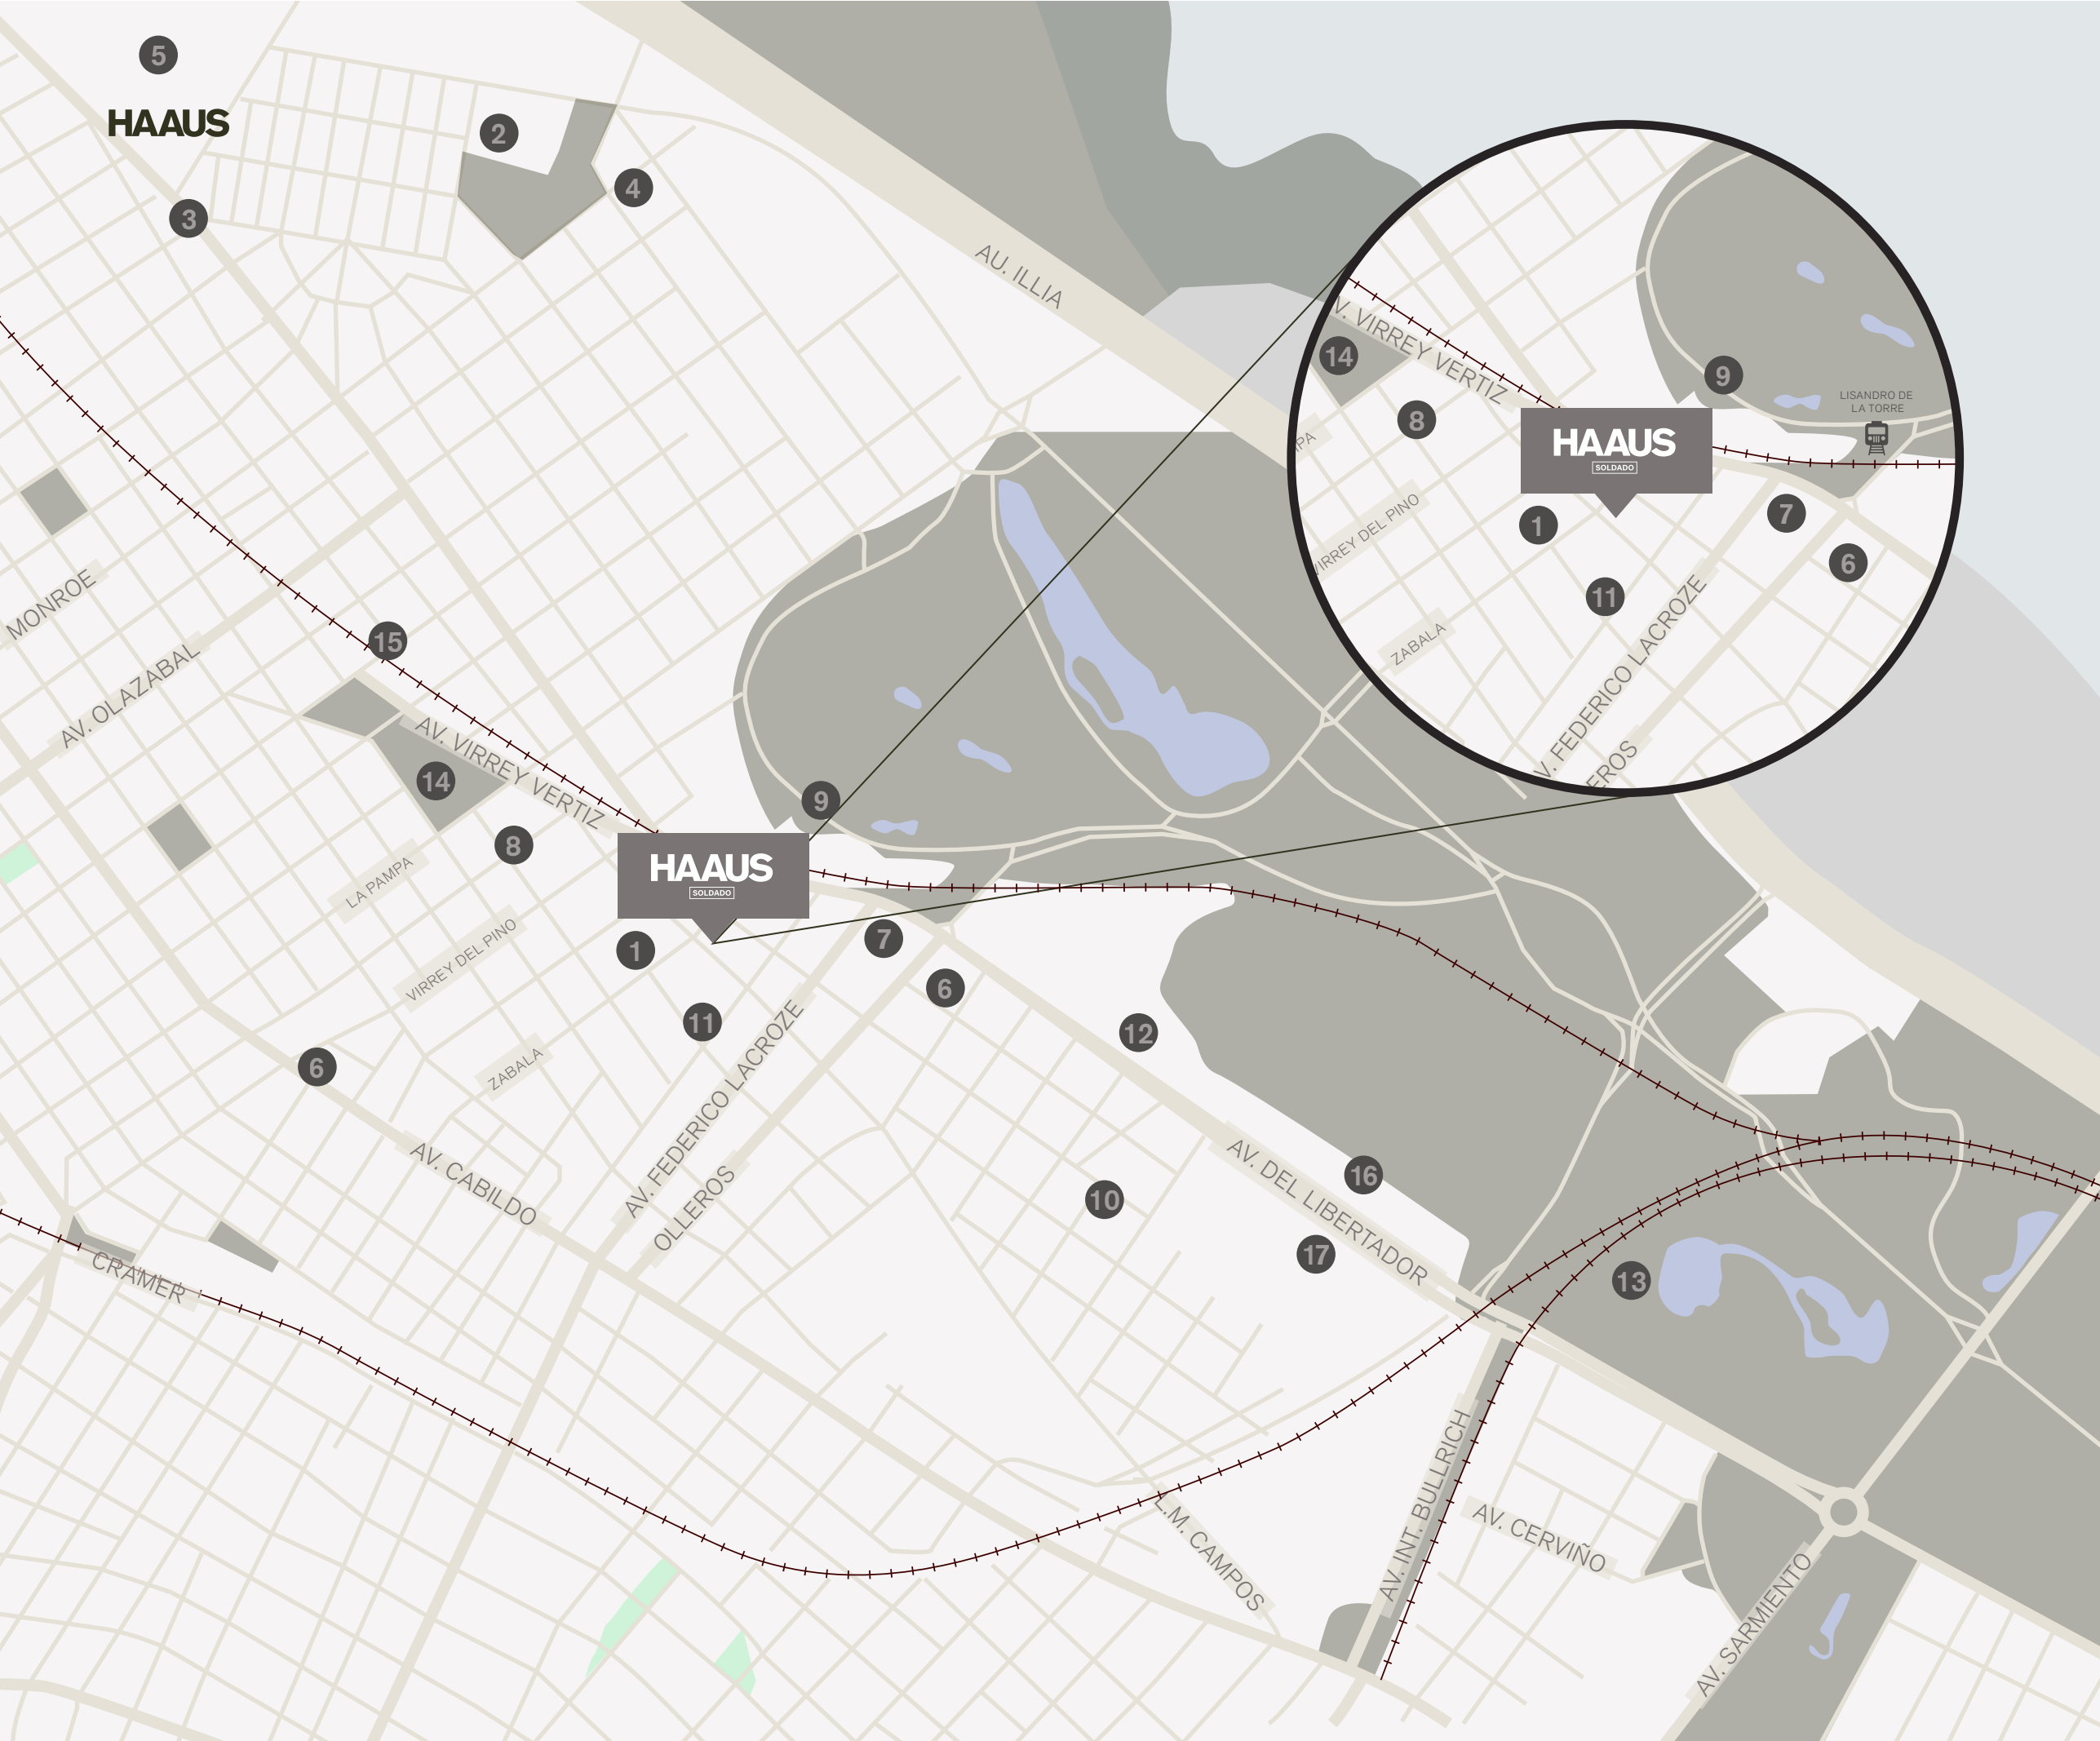 5
HAAUS
2
4
3
AU. ILLIA
V. VIRREY VERTIZ
14
8
9
LISANDRO DE
LA TORRE
HAAUS
SOLDADO
1
7
6
11
VIRREY DEL PINO
ZABALA
V. FEDERICO LACROZE
EROS
MONROE
AV. OLAZABAL
15
AV. VIRREY VERTIZ
14
8
9
LA PAMPA
HAAUS
SOLDADO
VIRREY DEL PINO
1
7
6
11
12
6
ZABALA
AV. FEDERICO LACROZE
OLLEROS
AV. CABILDO
10
AV. DEL LIBERTADOR
16
17
13
CRAMER
L.M. CAMPOS
AV. INT. BULLRICH
AV. CERVIÑO
AV. SARMIENTO